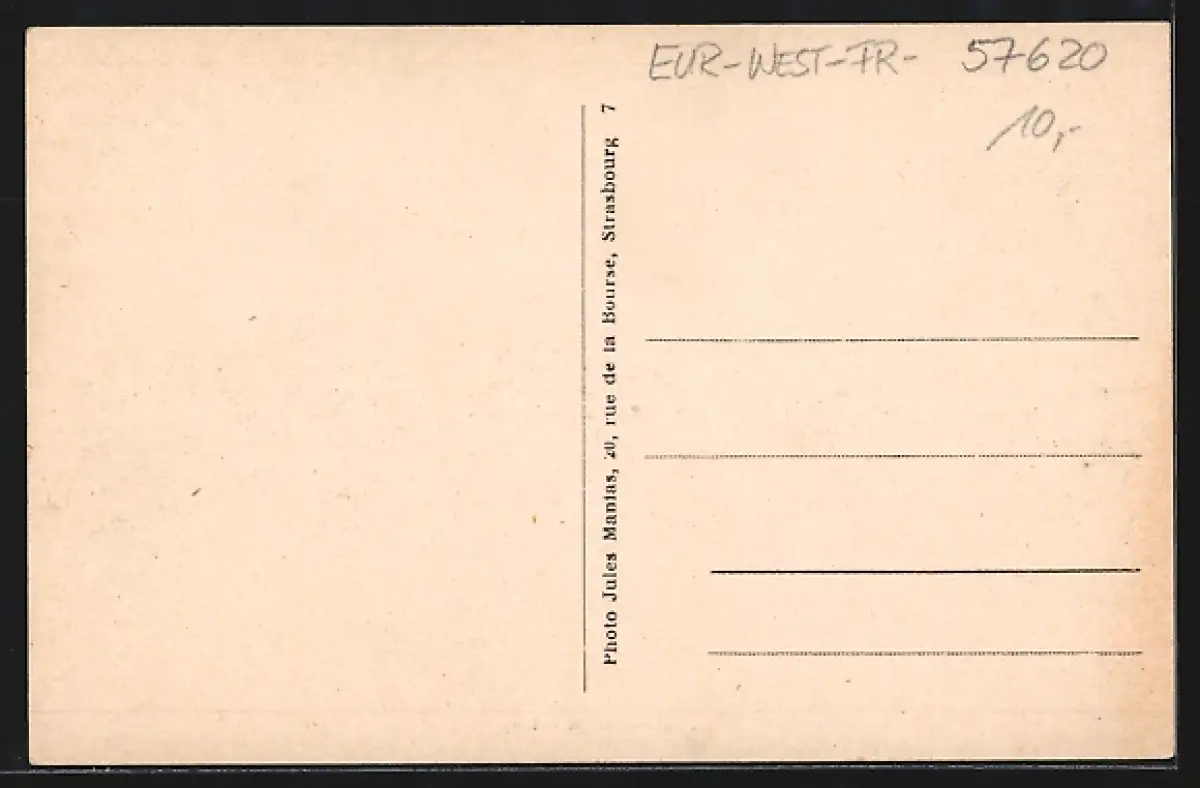 EUR-WEST-FR- 57620
10,-
Photo Jules Manias, 20, rue de la Bourse, Strasbourg 7